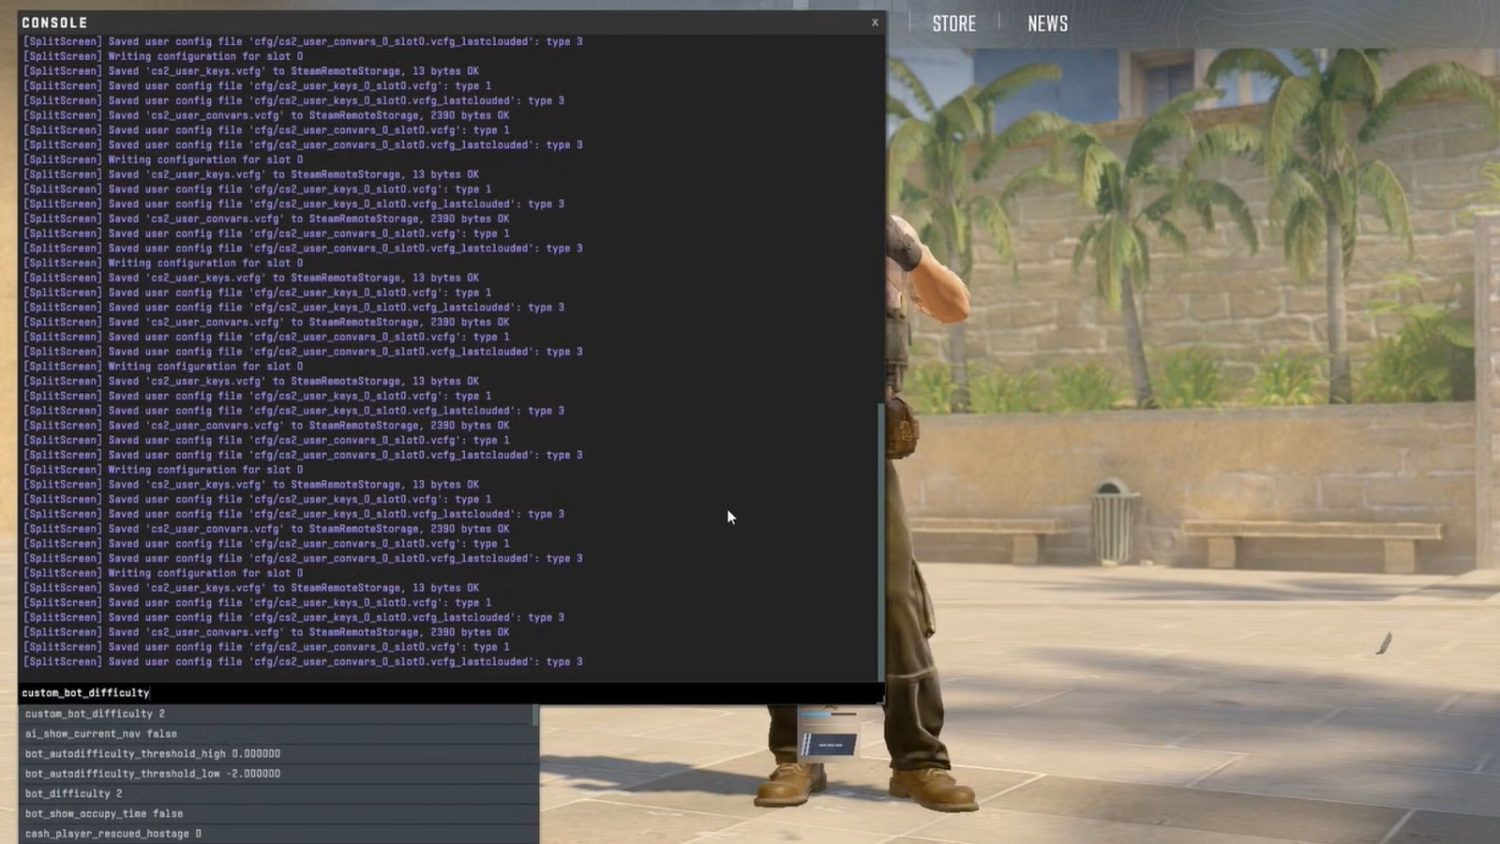 CONSOLE
x
STORE
NEWS
[SplitScreen] Saved user config file 'cfg/cs2_user_convars_0_slot0.vcfg_lastclouded': type 3
[SplitScreen] Writing configuration for slot 0
[SplitScreen] Saved 'cs2_user_keys.vcfg' to SteamRemoteStorage, 13 bytes OK
[SplitScreen] Saved user config file 'cfg/cs2_user_keys_0_slot0.vcfg': type 1
[SplitScreen] Saved user config file 'cfg/cs2_user_keys_0_slot0.vcfg_lastclouded': type 3
[SplitScreen] Saved 'cs2_user_convars.vcfg' to SteamRemoteStorage, 2390 bytes OK
[SplitScreen] Saved user config file 'cfg/cs2_user_convars_0_slot0.vcfg': type 1
[SplitScreen] Saved user config file 'cfg/cs2_user_convars_0_slot0.vcfg_lastclouded': type 3
[SplitScreen] Writing configuration for slot 0
[SplitScreen] Saved 'cs2_user_keys.vcfg' to SteamRemoteStorage, 13 bytes OK
[SplitScreen] Saved user config file 'cfg/cs2_user_keys_0_slot0.vcfg': type 1
[SplitScreen] Saved user config file 'cfg/cs2_user_keys_0_slot0.vcfg_lastclouded': type 3
[SplitScreen] Saved 'cs2_user_convars.vcfg' to SteamRemoteStorage, 2390 bytes OK
[SplitScreen] Saved user config file 'cfg/cs2_user_convars_0_slot0.vcfg': type 1
[SplitScreen] Saved user config file 'cfg/cs2_user_convars_0_slot0.vcfg_lastclouded': type 3
[SplitScreen] Writing configuration for slot 0
[SplitScreen] Saved 'cs2_user_keys.vcfg' to SteamRemoteStorage, 13 bytes OK
[SplitScreen] Saved user config file 'cfg/cs2_user_keys_0_slot0.vcfg': type 1
[SplitScreen] Saved user config file 'cfg/cs2_user_keys_0_slot0.vcfg_lastclouded': type 3
[SplitScreen] Saved 'cs2_user_convars.vcfg' to SteamRemoteStorage, 2390 bytes OK
[SplitScreen] Saved user config file 'cfg/cs2_user_convars_0_slot0.vcfg': type 1
[SplitScreen] Saved user config file 'cfg/cs2_user_convars_0_slot0.vcfg_lastclouded': type 3
[SplitScreen] Writing configuration for slot 0
[SplitScreen] Saved 'cs2_user_keys.vcfg' to SteamRemoteStorage, 13 bytes OK
[SplitScreen] Saved user config file 'cfg/cs2_user_keys_0_slot0.vcfg': type 1
[SplitScreen] Saved user config file 'cfg/cs2_user_keys_0_slot0.vcfg_lastclouded': type 3
[SplitScreen] Saved 'cs2_user_convars.vcfg' to SteamRemoteStorage, 2390 bytes OK
[SplitScreen] Saved user config file 'cfg/cs2_user_convars_0_slot0.vcfg': type 1
[SplitScreen] Saved user config file 'cfg/cs2_user_convars_0_slot0.vcfg_lastclouded': type 3
[SplitScreen] Writing configuration for slot 0
[SplitScreen] Saved 'cs2_user_keys.vcfg' to SteamRemoteStorage, 13 bytes OK
[SplitScreen] Saved user config file 'cfg/cs2_user_keys_0_slot0.vcfg': type 1
[SplitScreen] Saved user config file 'cfg/cs2_user_keys_0_slot0.vcfg_lastclouded': type 3
[SplitScreen] Saved 'cs2_user_convars.vcfg' to SteamRemoteStorage, 2390 bytes OK
[SplitScreen] Saved user config file 'cfg/cs2_user_convars_0_slot0.vcfg': type 1
[SplitScreen] Saved user config file 'cfg/cs2_user_convars_0_slot0.vcfg_lastclouded': type 3
[SplitScreen] Writing configuration for slot 0
[SplitScreen] Saved 'cs2_user_keys.vcfg' to SteamRemoteStorage, 13 bytes OK
[SplitScreen] Saved user config file 'cfg/cs2_user_keys_0_slot0.vcfg': type 1
[SplitScreen] Saved user config file 'cfg/cs2_user_keys_0_slot0.vcfg_lastclouded': type 3
[SplitScreen] Saved 'cs2_user_convars.vcfg' to SteamRemoteStorage, 2390 bytes OK
[SplitScreen] Saved user config file 'cfg/cs2_user_convars_0_slot0.vcfg': type 1
[SplitScreen] Saved user config file 'cfg/cs2_user_convars_0_slot0.vcfg_lastclouded': type 3
custom_bot_difficulty
custom_bot_difficulty 2
ai_show_current_nav false
bot_autodifficulty_threshold_high 0.000000
bot_autodifficulty_threshold_low -2.000000
bot_difficulty 2
bot_show_occupy_time false
cash_player_rescued_hostage 0